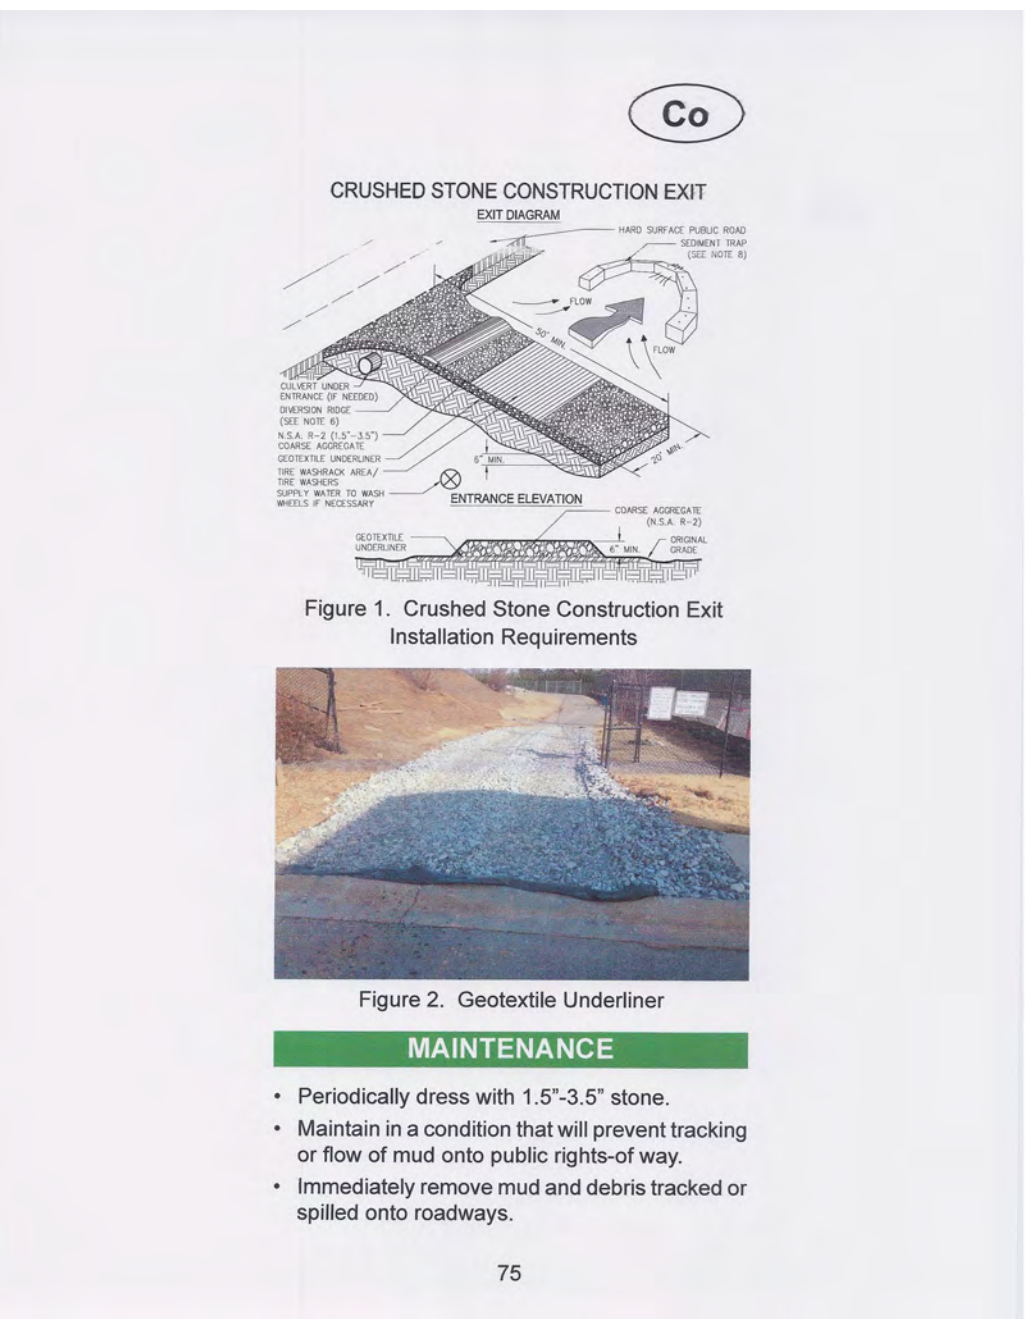 Co
CRUSHED STONE CONSTRUCTION EXIT
EXIT DIAGRAM
HARD SURFACE PUBLIC ROAD
SEDIMENT TRAP
(SEE NOTE 8)
FLOW
50' MIN.
FLOW
CULVERT UNDER
ENTRANCE (IF NEEDED)
DIVERSION RIDGE
(SEE NOTE 6)
N.S.A. R-2 (1.5"-3.5")
COARSE AGGREGATE
GEOTEXTILE UNDERLINER
TIRE WASHRACK AREA/
TIRE WASHERS
SUPPLY WATER TO WASH
WHEELS IF NECESSARY
6" MIN.
20' MIN.
ENTRANCE ELEVATION
COARSE AGGREGATE
(N.S.A. R-2)
GEOTEXTILE
UNDERLINER
6" MIN.
ORIGINAL
GRADE
Figure 1. Crushed Stone Construction Exit
Installation Requirements
Figure 2. Geotextile Underliner
MAINTENANCE
• Periodically dress with 1.5"-3.5" stone.
• Maintain in a condition that will prevent tracking
or flow of mud onto public rights-of way.
• Immediately remove mud and debris tracked or
spilled onto roadways.
75